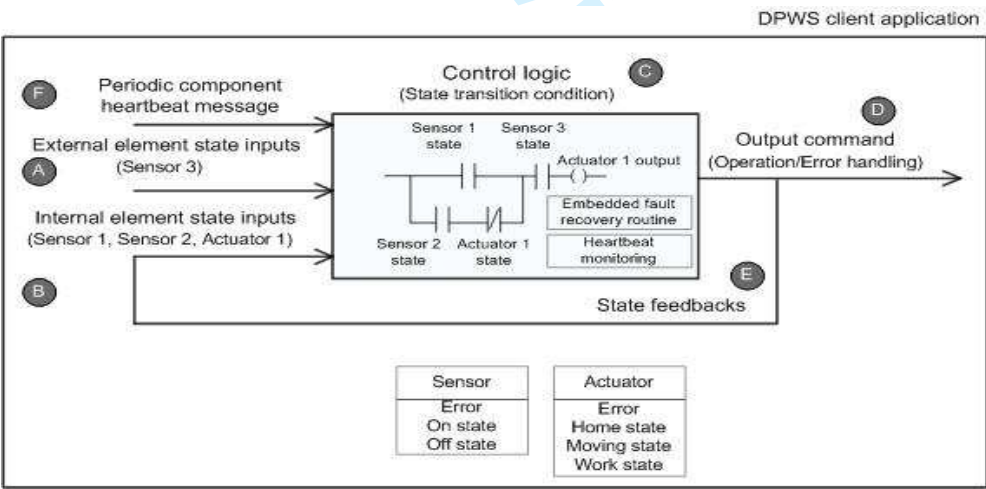 DPWS client application
F
Periodic component
heartbeat message
External element state inputs
(Sensor 3)
A
Internal element state inputs
(Sensor 1, Sensor 2, Actuator 1)
B
Control logic
(State transition condition)
C
Sensor 1
state
Sensor 3
state
Actuator 1 output
Sensor 2
state
Actuator 1
state
Embedded fault
recovery routine
Heartbeat
monitoring
D
Output command
(Operation/Error handling)
E
State feedbacks
Sensor
Error
On state
Off state
Actuator
Error
Home state
Moving state
Work state